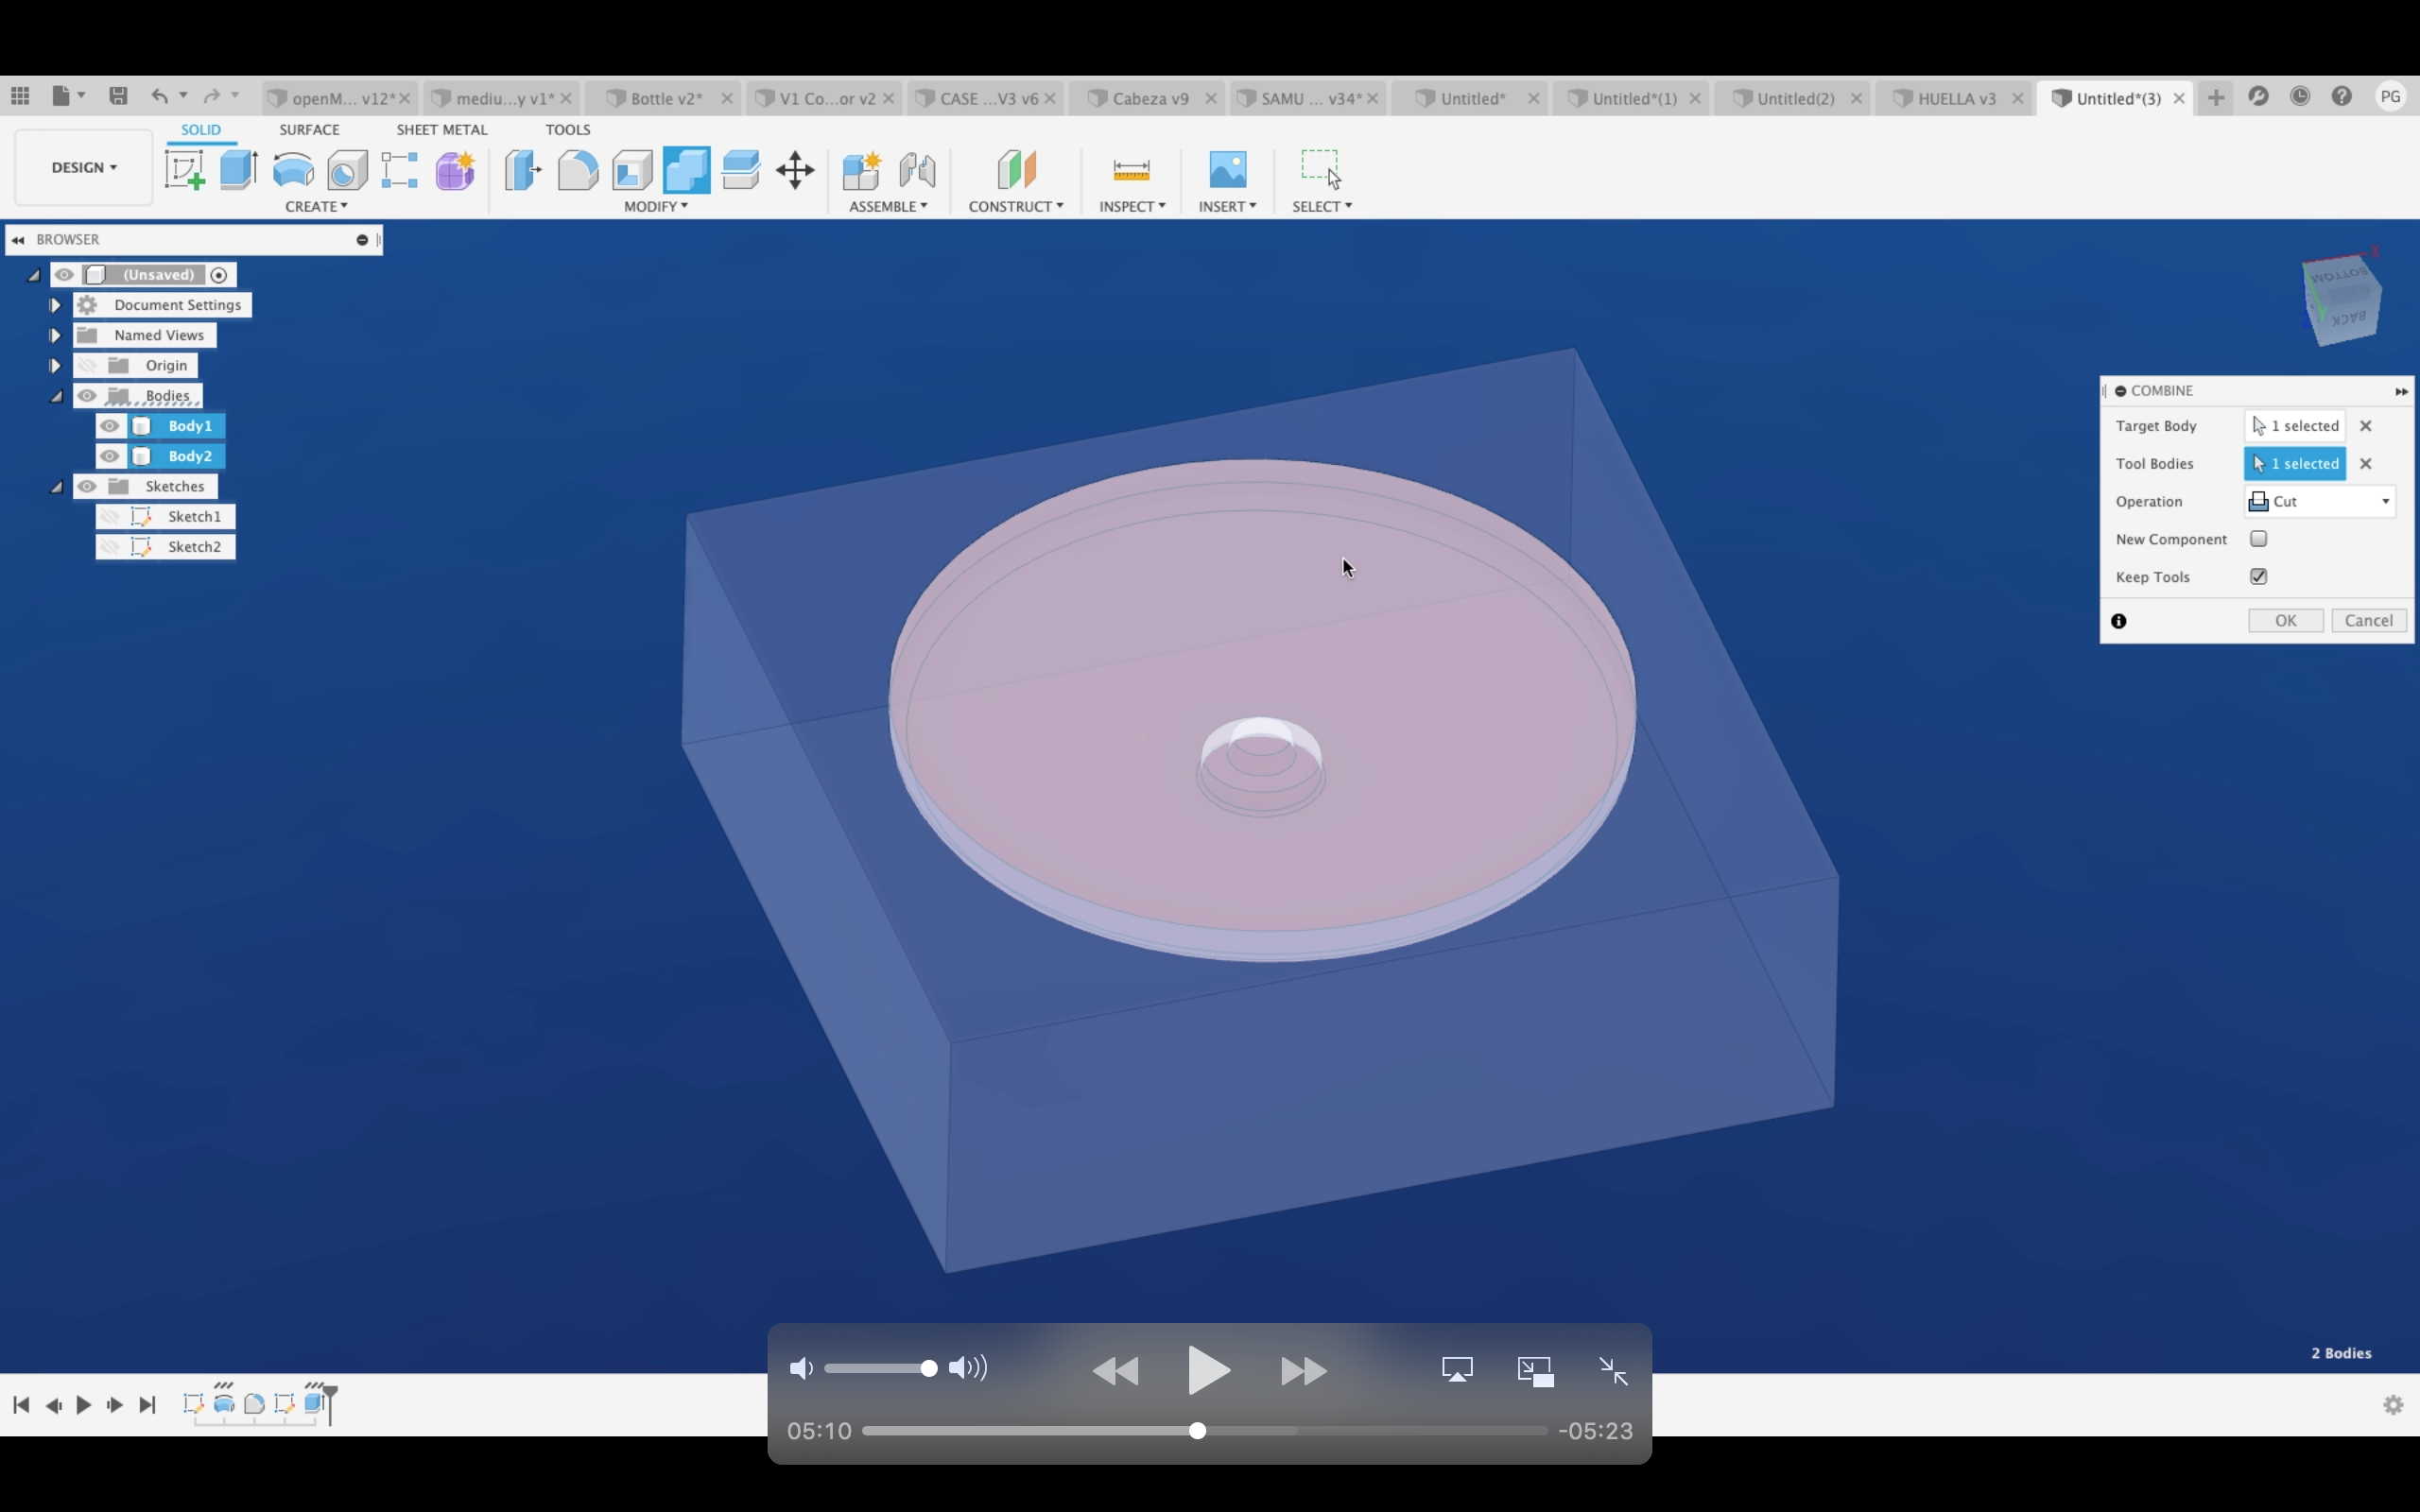 openM... v12*
mediu...y v1*
Bottle v2*
V1 Co...or v2
CASE ...V3 v6
Cabeza v9
SAMU ... v34*
Untitled*
Untitled*(1)
Untitled(2)
HUELLA v3
Untitled*(3)
PG
SOLID
SURFACE
SHEET METAL
TOOLS
DESIGN
CREATE
MODIFY
ASSEMBLE
CONSTRUCT
INSPECT
INSERT
SELECT
BROWSER
(Unsaved)
Document Settings
Named Views
Origin
Bodies
Body1
Body2
Sketches
Sketch1
Sketch2
X
BOTTOM
BACK
COMBINE
Target Body 1 selected
Tool Bodies 1 selected
Operation Cut
New Component
Keep Tools
OK Cancel
2 Bodies
05:10
-05:23